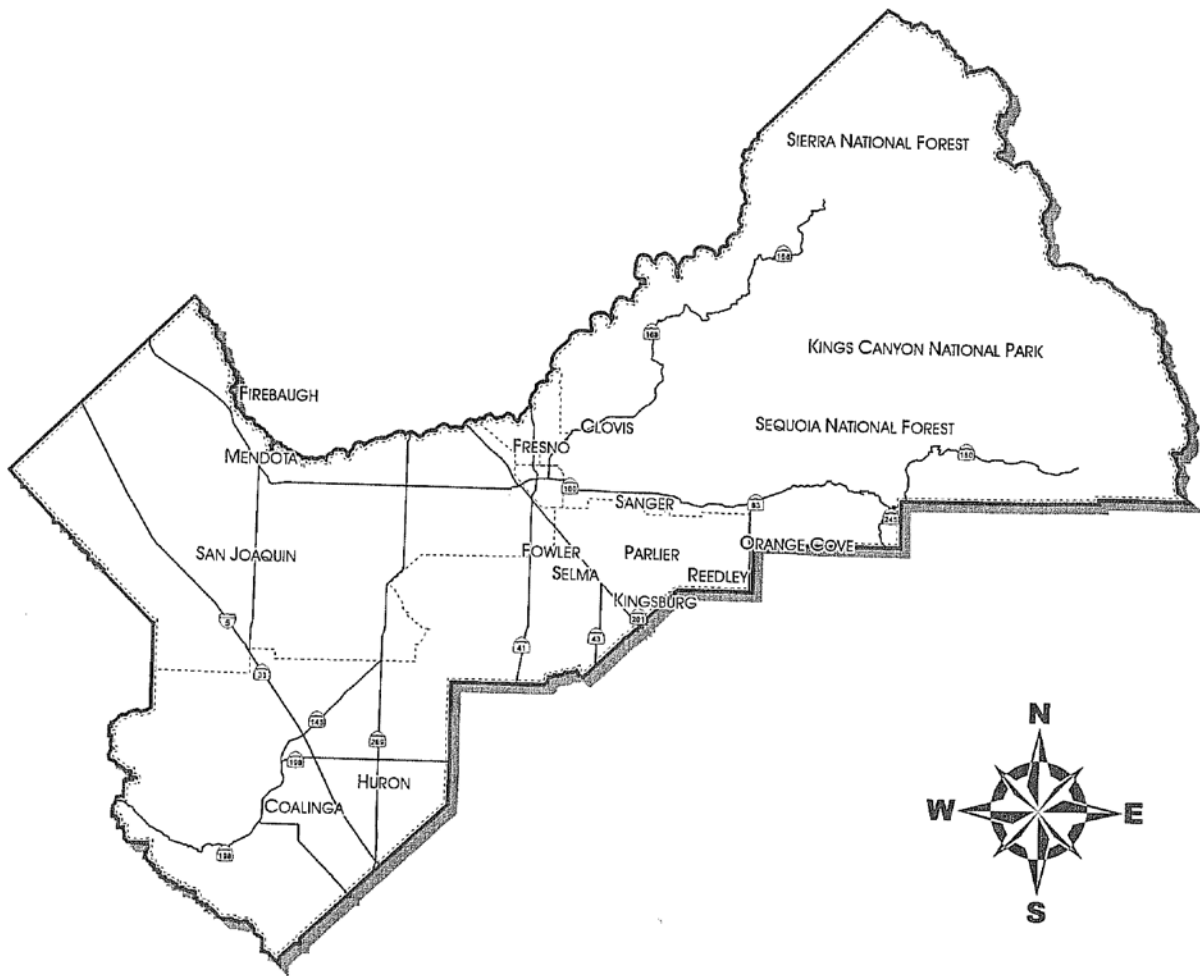 SIERRA NATIONAL FOREST
168
168
KINGS CANYON NATIONAL PARK
FIREBAUGH
CLOVIS
SEQUOIA NATIONAL FOREST
FRESNO
MENDOTA
180
180
SANGER
63
245
ORANGE COVE
SAN JOAQUIN
FOWLER
PARLIER
SELMA
REEDLEY
KINGSBURG
201
5
41
43
33
145
269
198
HURON
COALINGA
198
N
W
E
S